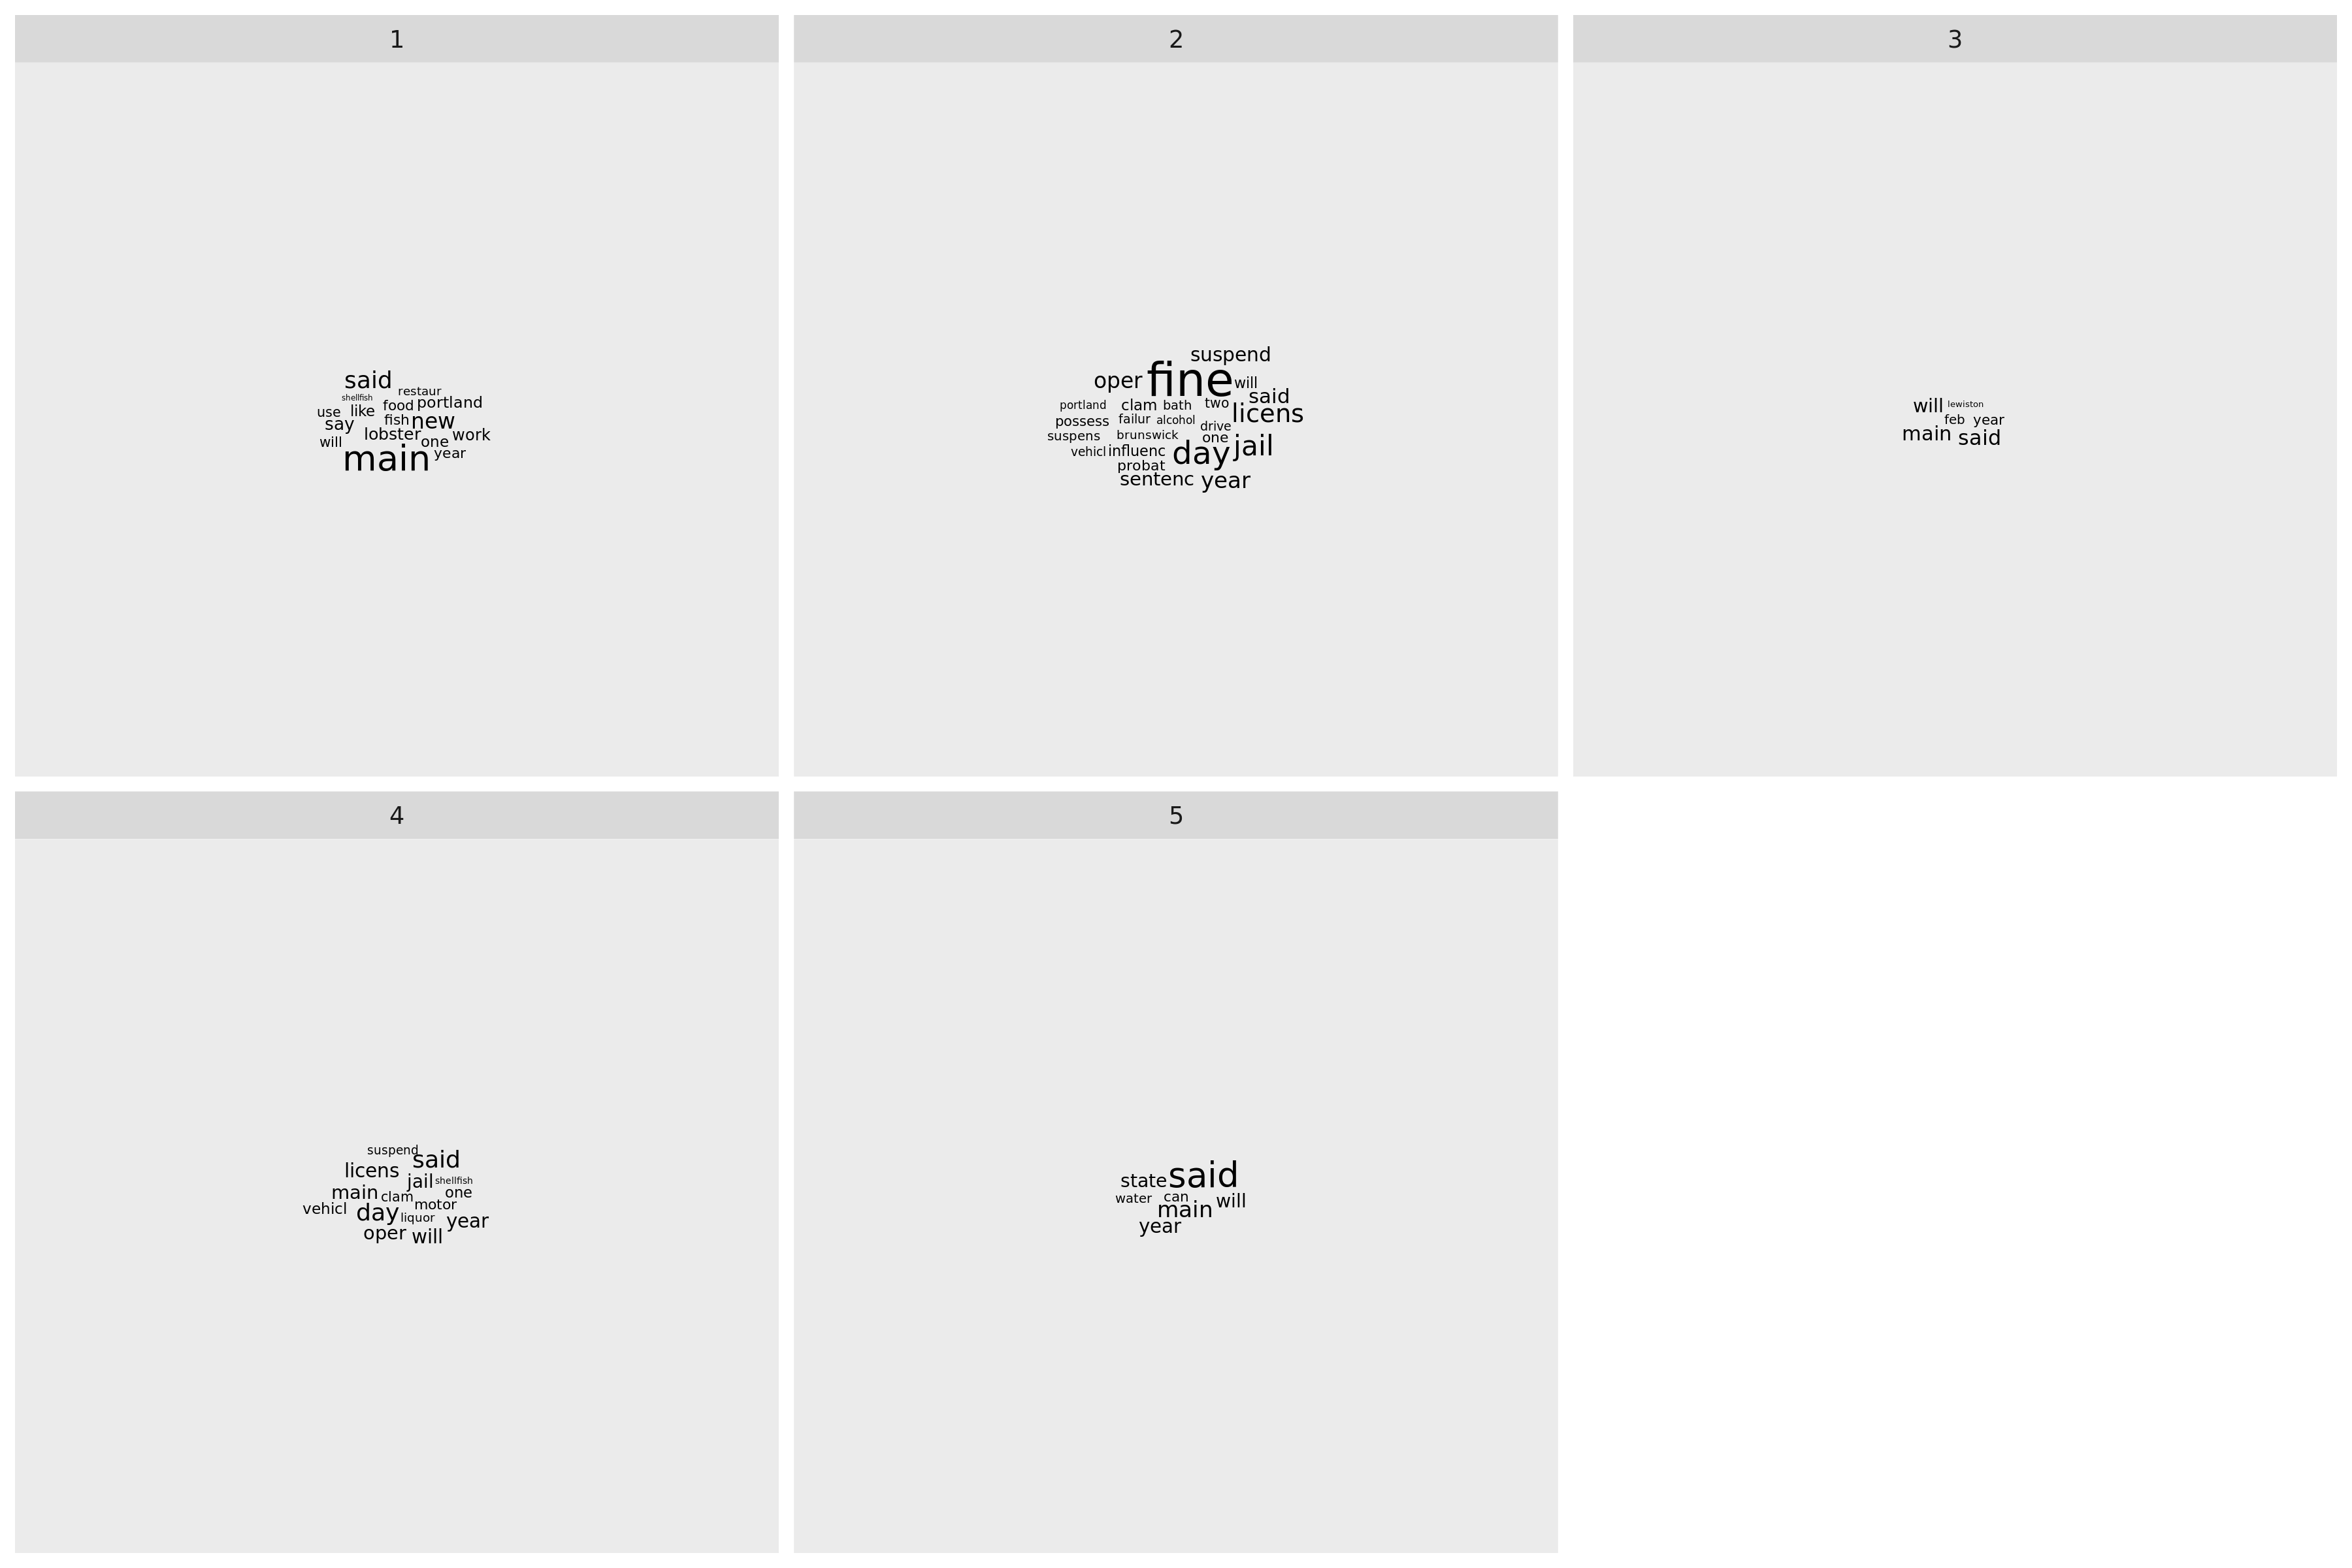 1
said
restaur
shellfish
food portland
use like
fish new
say
lobster one work
will
main year
2
suspend
oper fine will
said
portland clam bath two licens
possess failur alcohol
drive
suspens brunswick one
vehicl influenc day jail
probat
sentenc year
3
will lewiston
feb year
main said
4
suspend said
licens
jail shellfish
main clam one
vehicl day motor
liquor year
oper will
5
state said
water can will
main
year